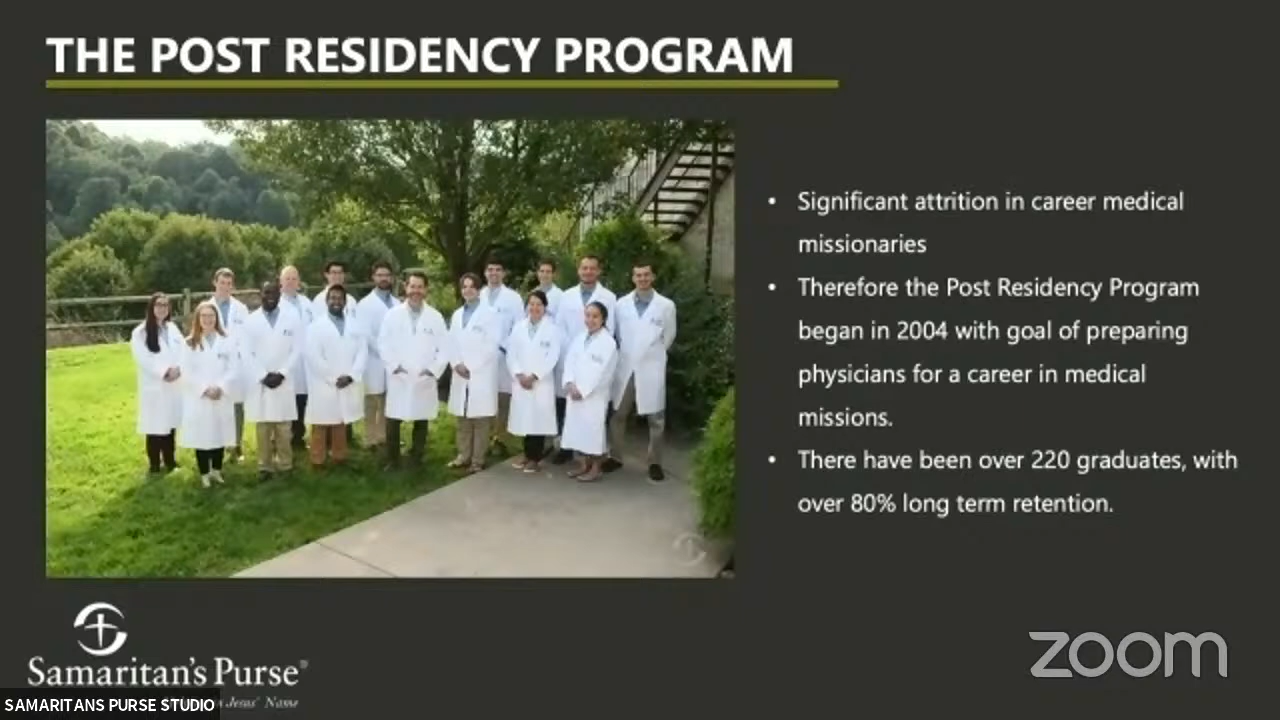 THE POST RESIDENCY PROGRAM
• Significant attrition in career medical
missionaries
• Therefore the Post Residency Program
began in 2004 with goal of preparing
physicians for a career in medical
missions.
• There have been over 220 graduates, with
over 80% long term retention.
Samaritan's Purse®
Jesus' Name
SAMARITANS PURSE STUDIO
zoom